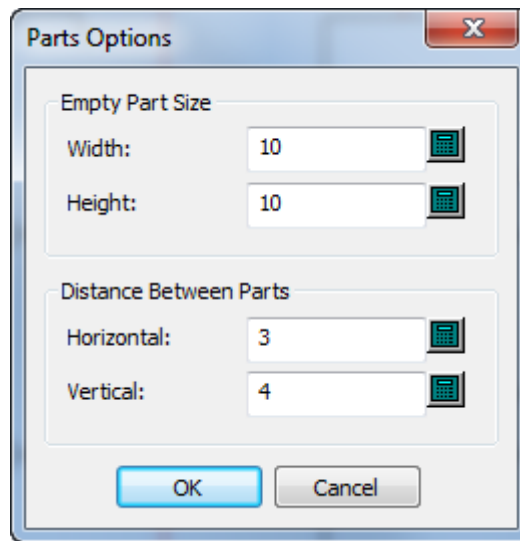 Parts Options
Empty Part Size
Width: 10
Height: 10
Distance Between Parts
Horizontal: 3
Vertical: 4
OK Cancel